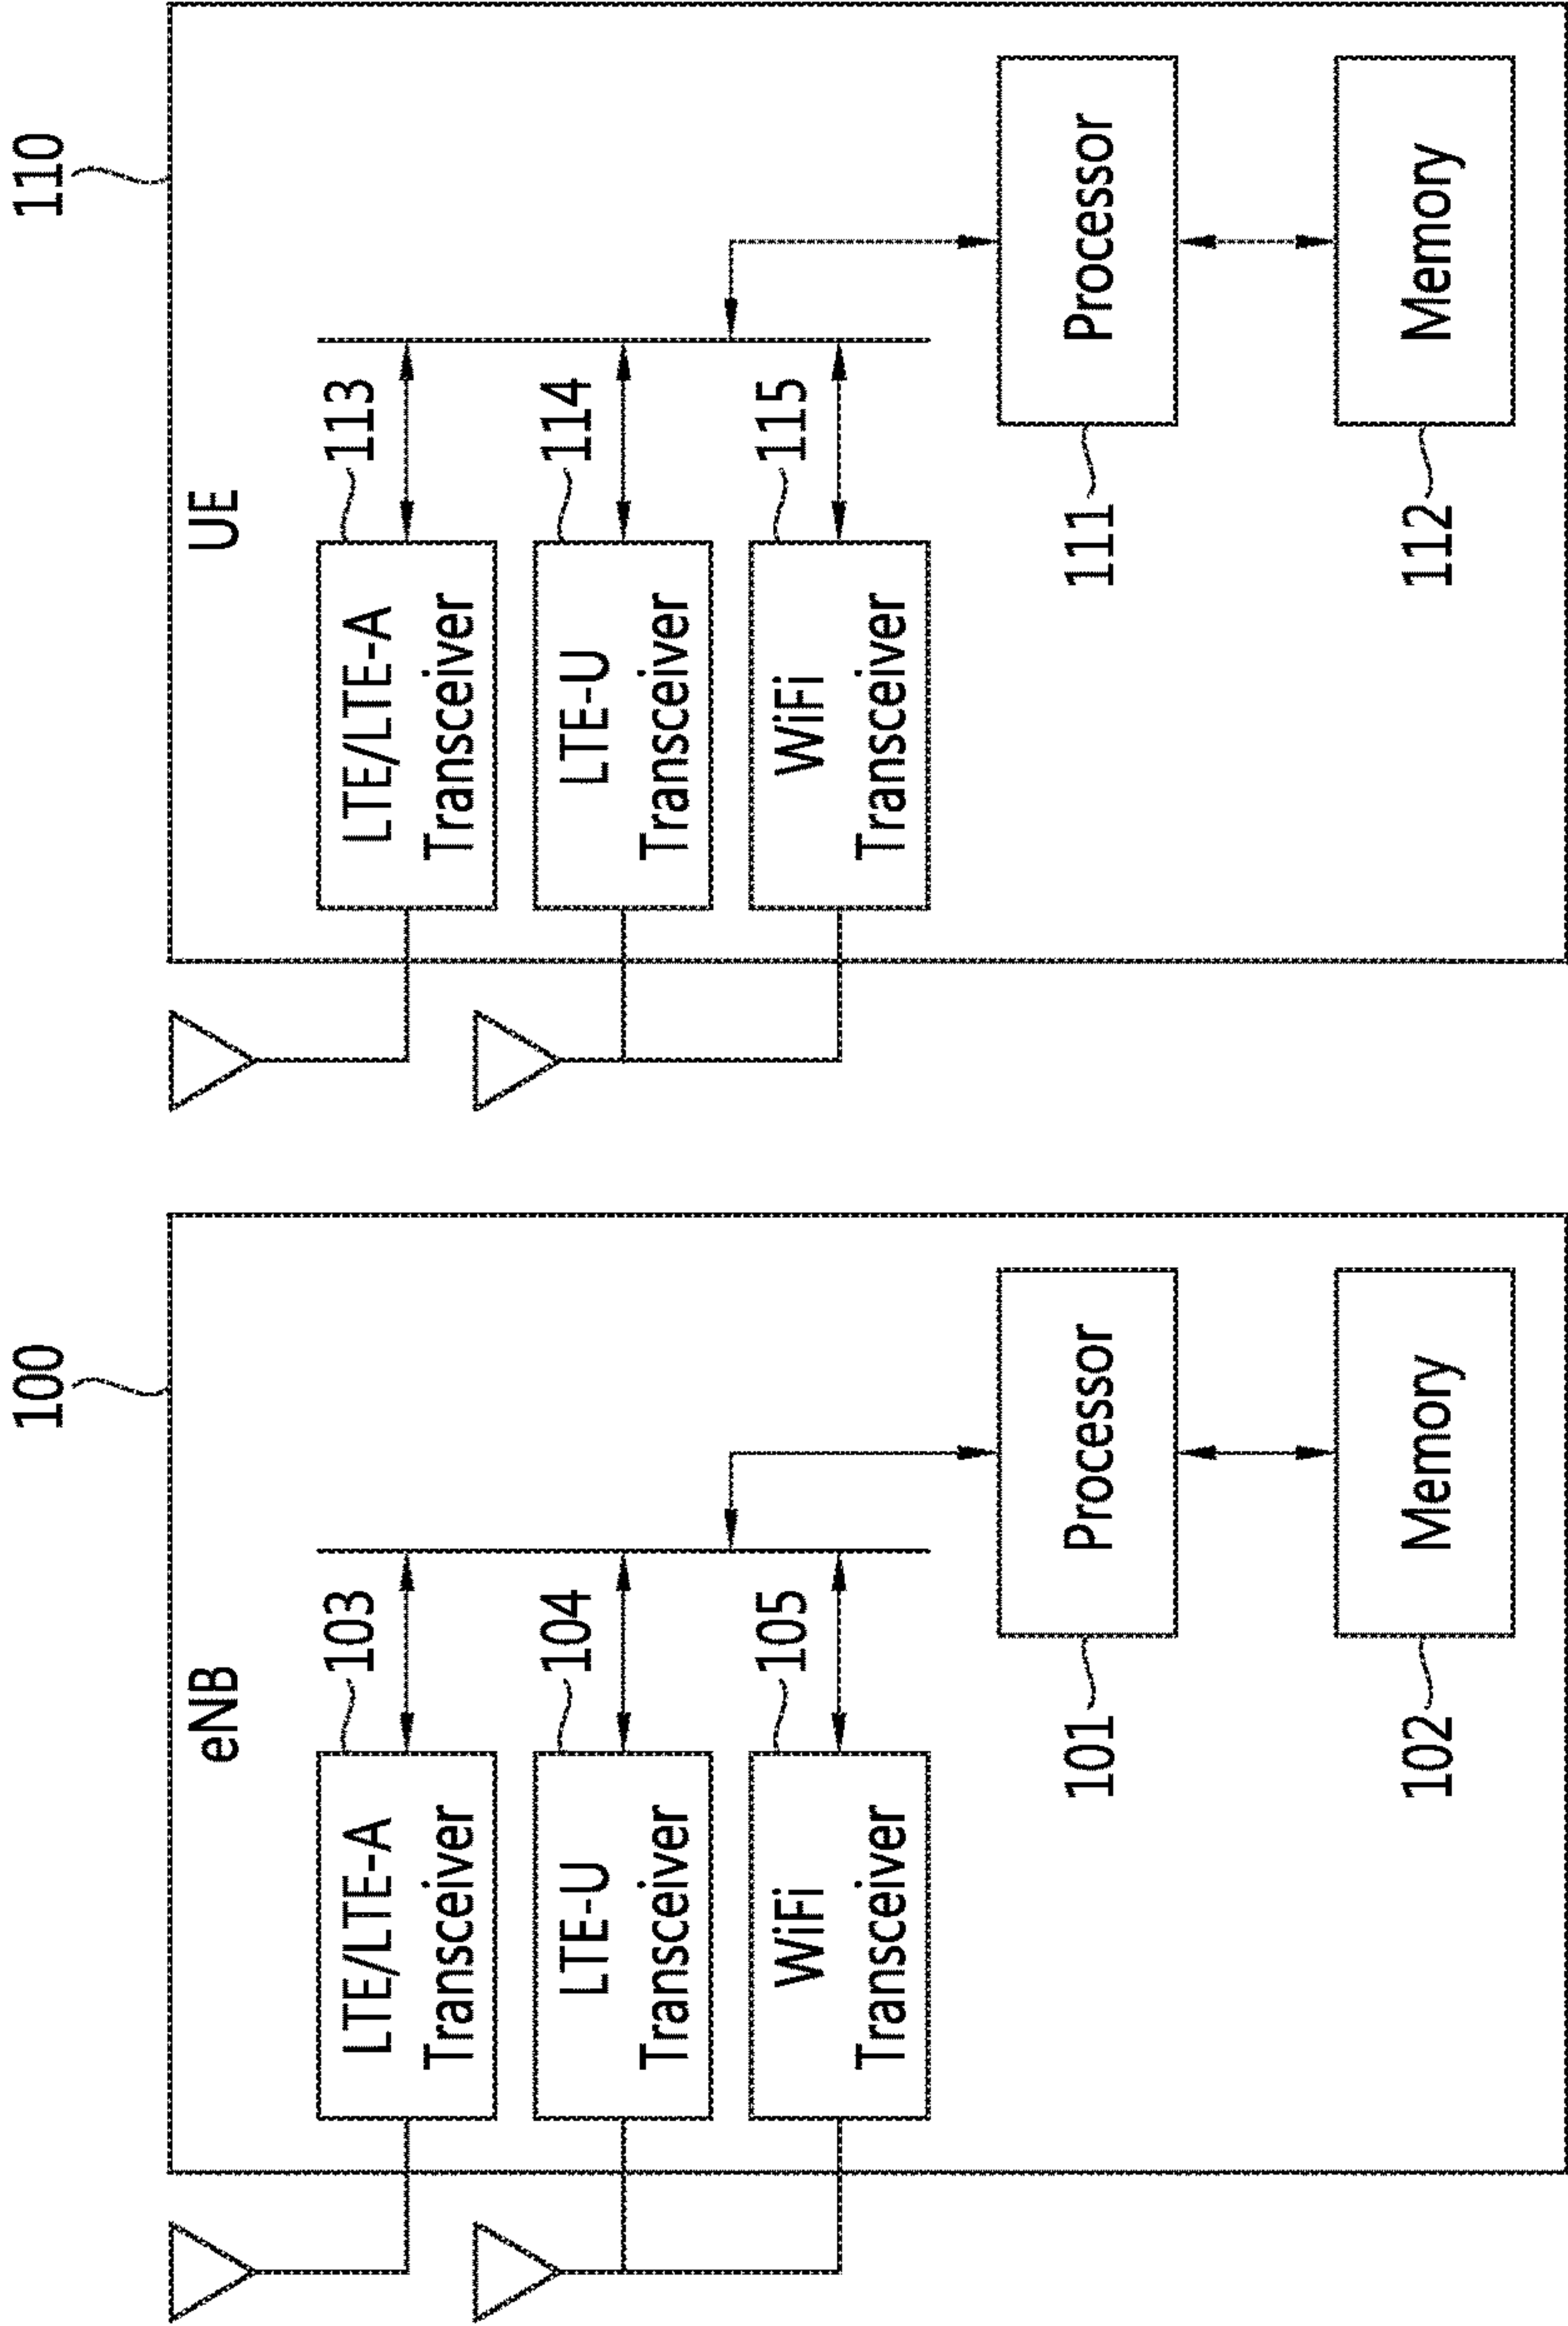 100
eNB
LTE/LTE-A
Transceiver
103
LTE-U
Transceiver
104
WiFi
Transceiver
105
Processor
101
Memory
102
110
UE
LTE/LTE-A
Transceiver
113
LTE-U
Transceiver
114
WiFi
Transceiver
115
Processor
111
Memory
112